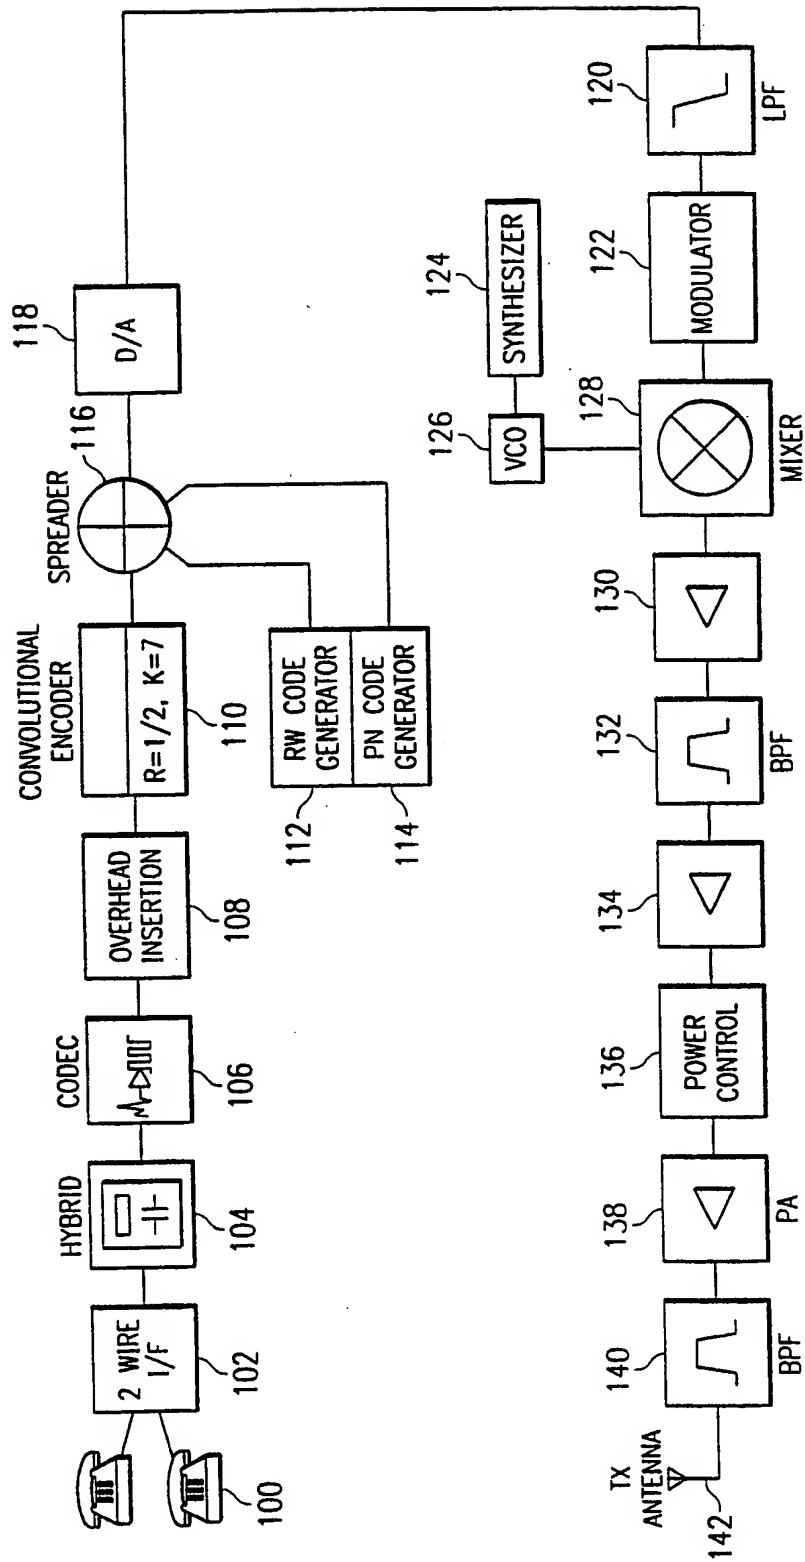 100
2 WIRE
I/F
102
HYBRID
104
CODEC
106
OVERHEAD
INSERTION
108
CONVOLUTIONAL
ENCODER
R=1/2, K=7
110
RW CODE
GENERATOR
112
PN CODE
GENERATOR
114
SPREADER
116
D/A
118
120
LPF
MODULATOR
122
SYNTHESIZER
124
VCO
126
128
MIXER
130
132
BPF
134
POWER
CONTROL
136
138
PA
140
BPF
TX
ANTENNA
142